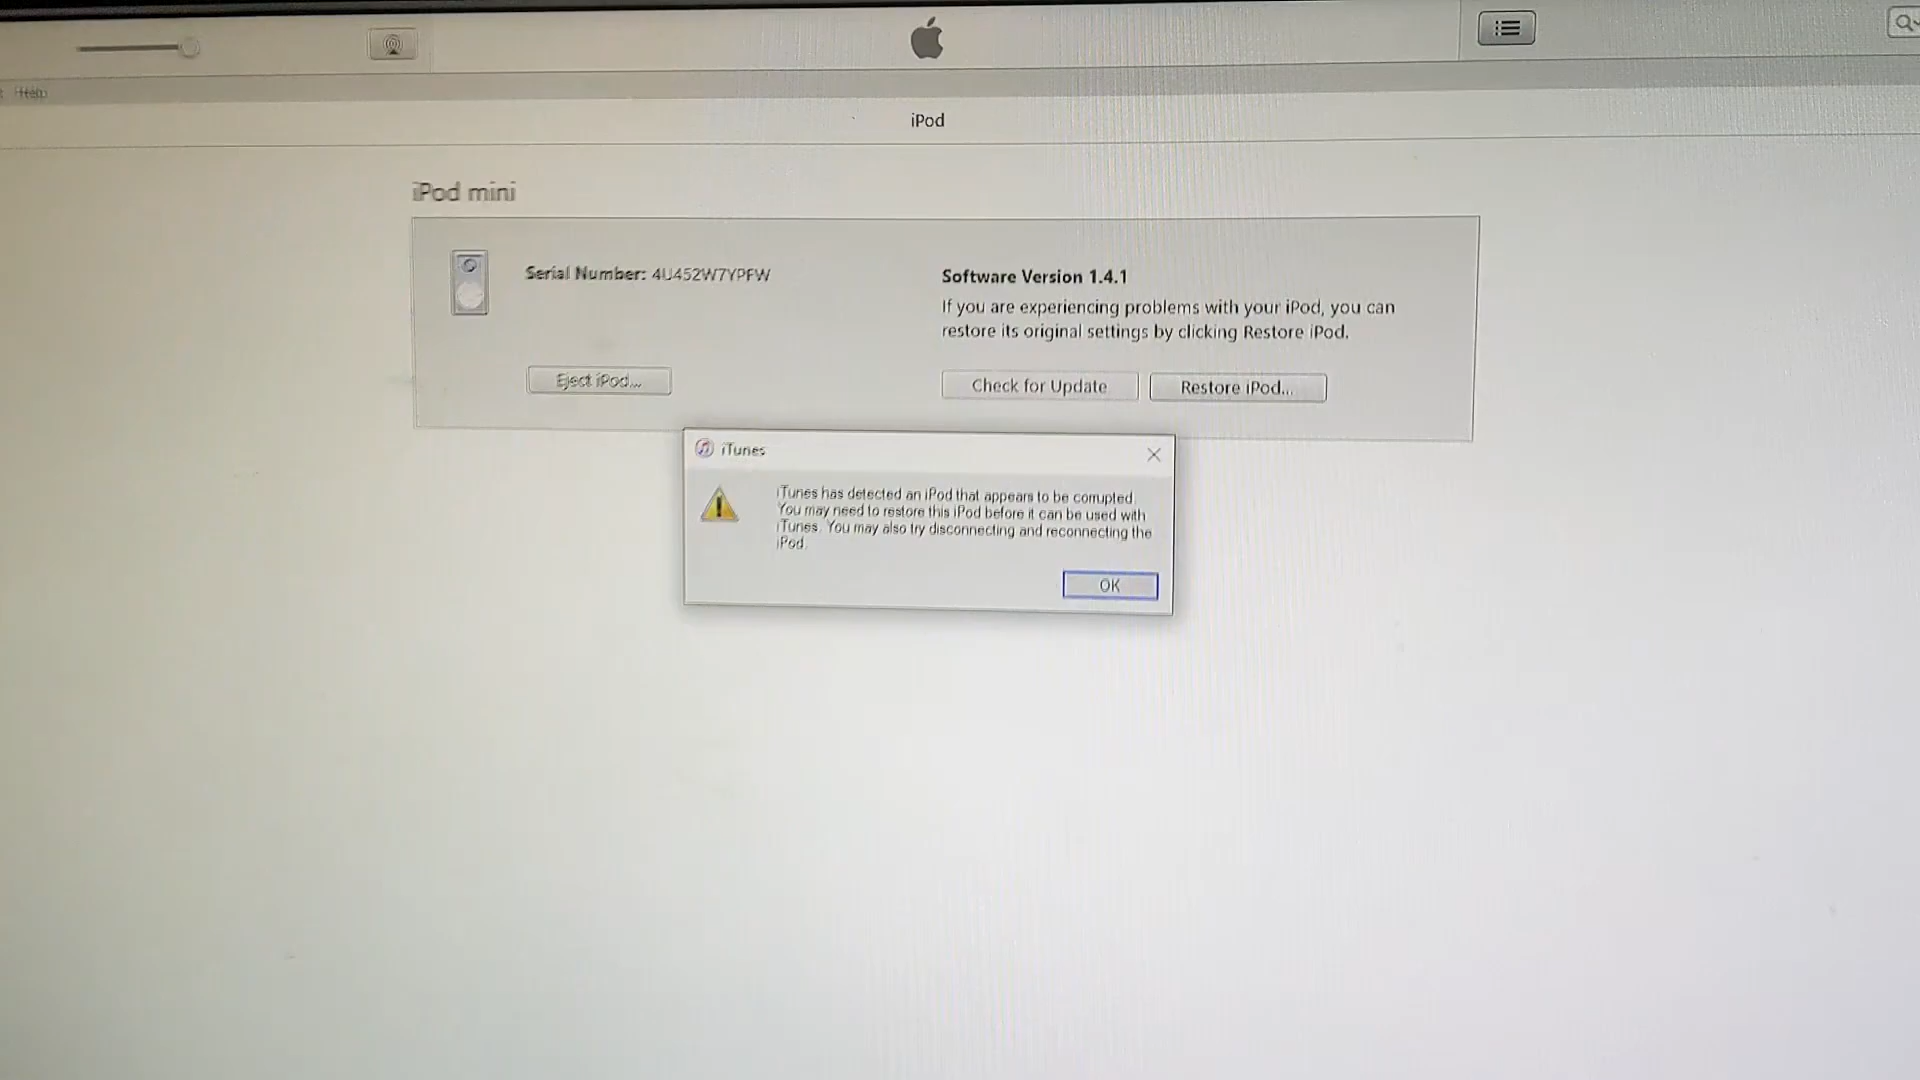 Help
iPod
iPod mini
Serial Number: 4U452W7YPFW
Software Version 1.4.1
If you are experiencing problems with your iPod, you can
restore its original settings by clicking Restore iPod.
Eject iPod...
Check for Update
Restore iPod...
iTunes
iTunes has detected an iPod that appears to be corrupted.
You may need to restore this iPod before it can be used with
iTunes. You may also try disconnecting and reconnecting the
iPod.
OK